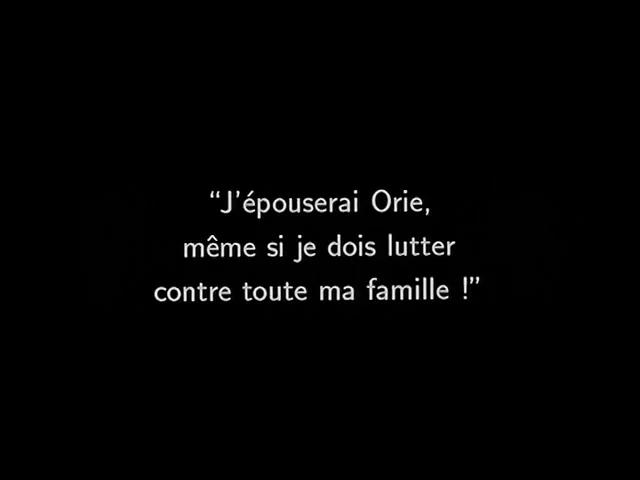 “J’épouserai Orie,
même si je dois lutter
contre toute ma famille !”